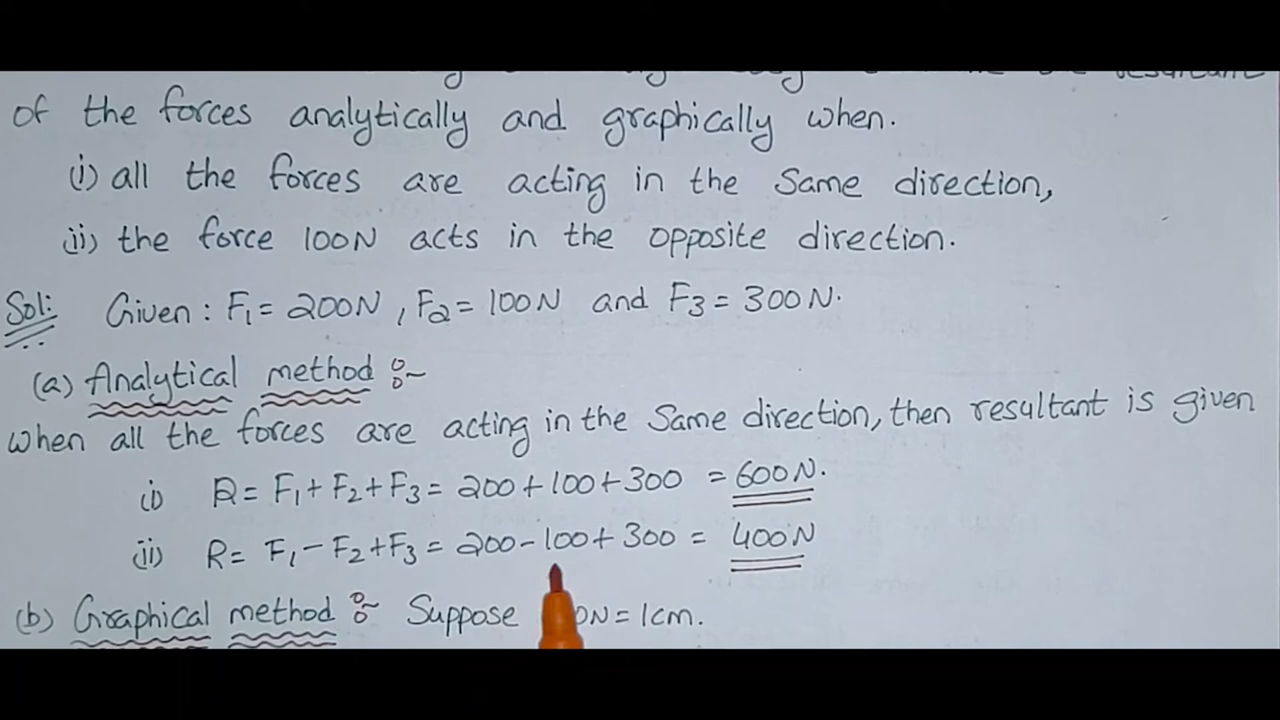 resultant
of the forces analytically and graphically when.
(i) all the forces are acting in the same direction,
(ii) the force 100N acts in the opposite direction.
Sol: Given: F1 = 200N, F2 = 100N and F3 = 300N.
(a) Analytical method :~
when all the forces are acting in the same direction, then resultant is given
(i) R = F1 + F2 + F3 = 200 + 100 + 300 = 600N.
(ii) R = F1 - F2 + F3 = 200 - 100 + 300 = 400N
(b) Graphical method :~ Suppose 0N = 1cm.